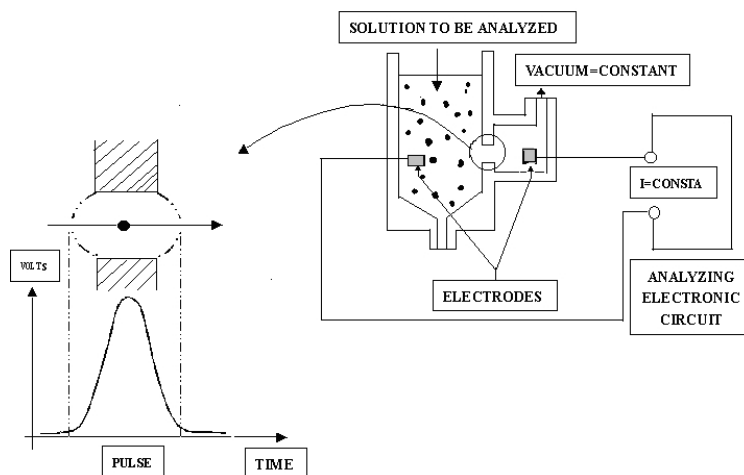 SOLUTION TO BE ANALYZED
VACUUM=CONSTANT
I=CONSTA
VOLTS
ELECTRODES
ANALYZING
ELECTRONIC
CIRCUIT
PULSE
TIME